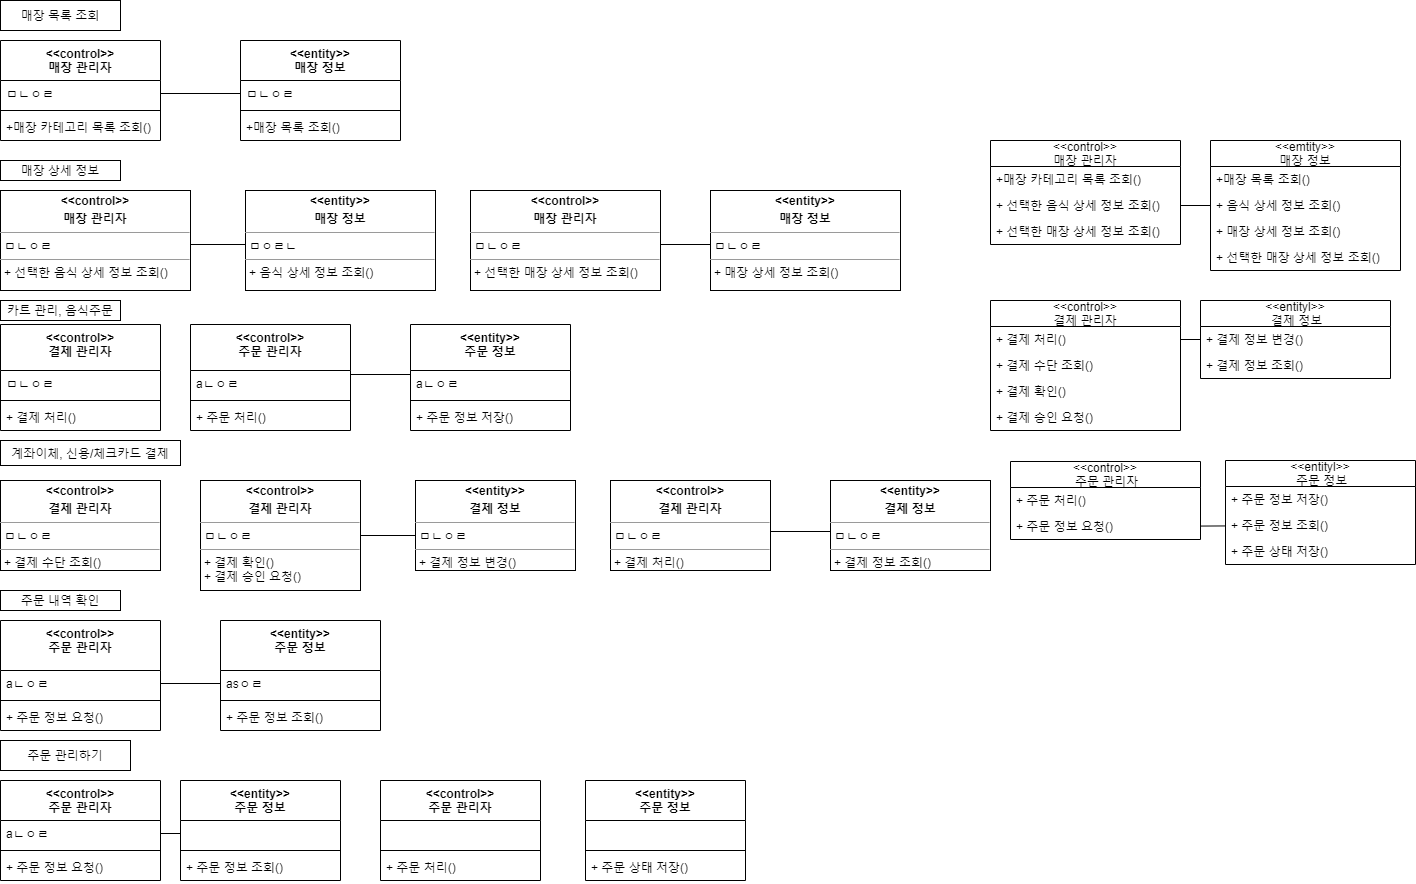 매장 목록 조회
<<control>>
매장 관리자
ㅁㄴㅇㄹ
+매장 카테고리 목록 조회()
<<entity>>
매장 정보
ㅁㄴㅇㄹ
+매장 목록 조회()
매장 상세 정보
<<control>>
매장 관리자
ㅁㄴㅇㄹ
+ 선택한 음식 상세 정보 조회()
<<entity>>
매장 정보
ㅁㅇㄹㄴ
+ 음식 상세 정보 조회()
<<control>>
매장 관리자
ㅁㄴㅇㄹ
+ 선택한 매장 상세 정보 조회()
<<entity>>
매장 정보
ㅁㄴㅇㄹ
+ 매장 상세 정보 조회()
카트 관리, 음식주문
<<control>>
결제 관리자
ㅁㄴㅇㄹ
+ 결제 처리()
<<control>>
주문 관리자
aㄴㅇㄹ
+ 주문 처리()
<<entity>>
주문 정보
aㄴㅇㄹ
+ 주문 정보 저장()
계좌이체, 신용/체크카드 결제
<<control>>
결제 관리자
ㅁㄴㅇㄹ
+ 결제 수단 조회()
<<control>>
결제 관리자
ㅁㄴㅇㄹ
+ 결제 확인()
+ 결제 승인 요청()
<<entity>>
결제 정보
ㅁㄴㅇㄹ
+ 결제 정보 변경()
<<control>>
결제 관리자
ㅁㄴㅇㄹ
+ 결제 처리()
<<entity>>
결제 정보
ㅁㄴㅇㄹ
+ 결제 정보 조회()
주문 내역 확인
<<control>>
주문 관리자
aㄴㅇㄹ
+ 주문 정보 요청()
<<entity>>
주문 정보
asㅇㄹ
+ 주문 정보 조회()
주문 관리하기
<<control>>
주문 관리자
aㄴㅇㄹ
+ 주문 정보 요청()
<<entity>>
주문 정보
+ 주문 정보 조회()
<<control>>
주문 관리자
+ 주문 처리()
<<entity>>
주문 정보
+ 주문 상태 저장()
<<control>>
매장 관리자
+매장 카테고리 목록 조회()
+ 선택한 음식 상세 정보 조회()
+ 선택한 매장 상세 정보 조회()
<<emtity>>
매장 정보
+매장 목록 조회()
+ 음식 상세 정보 조회()
+ 매장 상세 정보 조회()
+ 선택한 매장 상세 정보 조회()
<<control>>
결제 관리자
+ 결제 처리()
+ 결제 수단 조회()
+ 결제 확인()
+ 결제 승인 요청()
<<entityl>>
결제 정보
+ 결제 정보 변경()
+ 결제 정보 조회()
<<control>>
주문 관리자
+ 주문 처리()
+ 주문 정보 요청()
<<entityl>>
주문 정보
+ 주문 정보 저장()
+ 주문 정보 조회()
+ 주문 상태 저장()